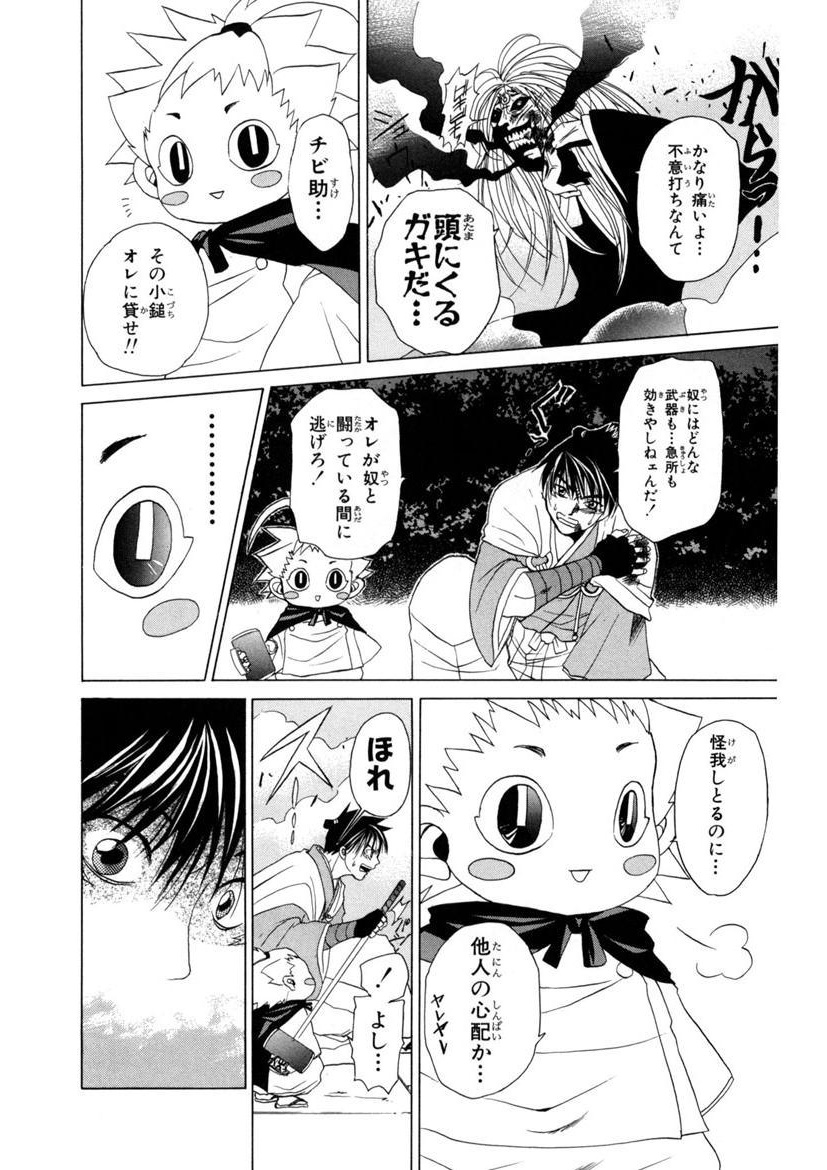 がらっ…
かなり痛いよ…
不意打ちなんて
頭にくる
ガキだ…
チビ助…
その小鎚
オレに貸せ!!
奴にはどんな
武器も…急所も
効きやしねェんだ!
オレが奴と
闘っている間に
逃げろ!
………
怪我しとるのに…
他人の心配か…
ヤレヤレ
ほれ
!
よし…